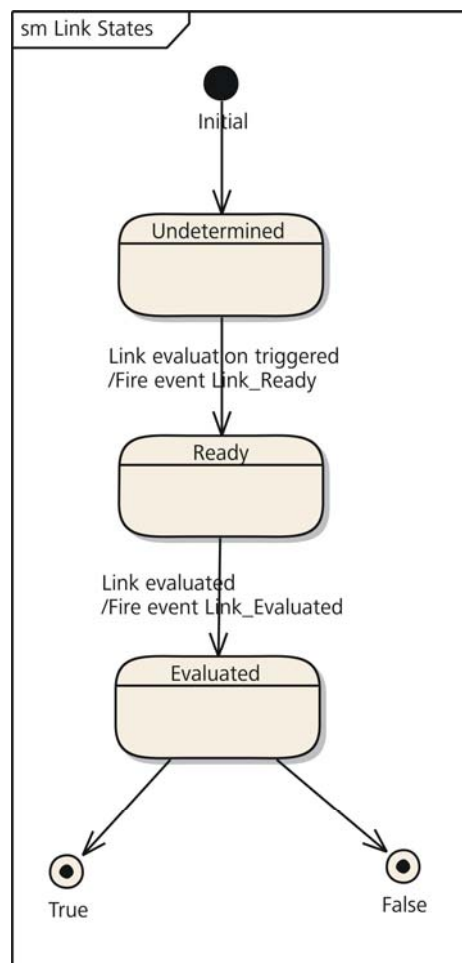 sm Link States
Initial
Undetermined
Link evaluation triggered
/Fire event Link_Ready
Ready
Link evaluated
/Fire event Link_Evaluated
Evaluated
True
False